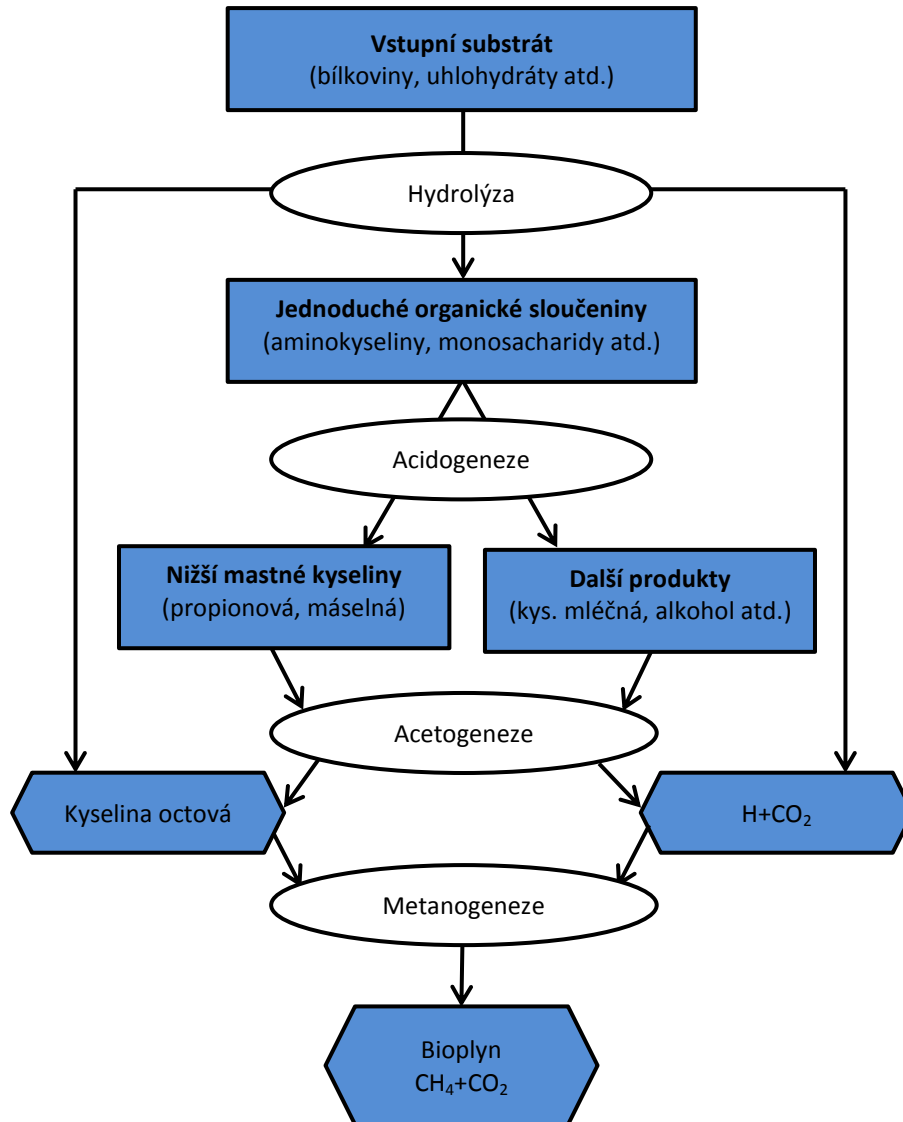 Vstupní substrát
(bílkoviny, uhlohydráty atd.)
Hydrolýza
Jednoduché organické sloučeniny
(aminokyseliny, monosacharidy atd.)
Acidogeneze
Nižší mastné kyseliny
(propionová, máselná)
Další produkty
(kys. mléčná, alkohol atd.)
Acetogeneze
Kyselina octová
H+CO₂
Metanogeneze
Bioplyn
CH₄+CO₂